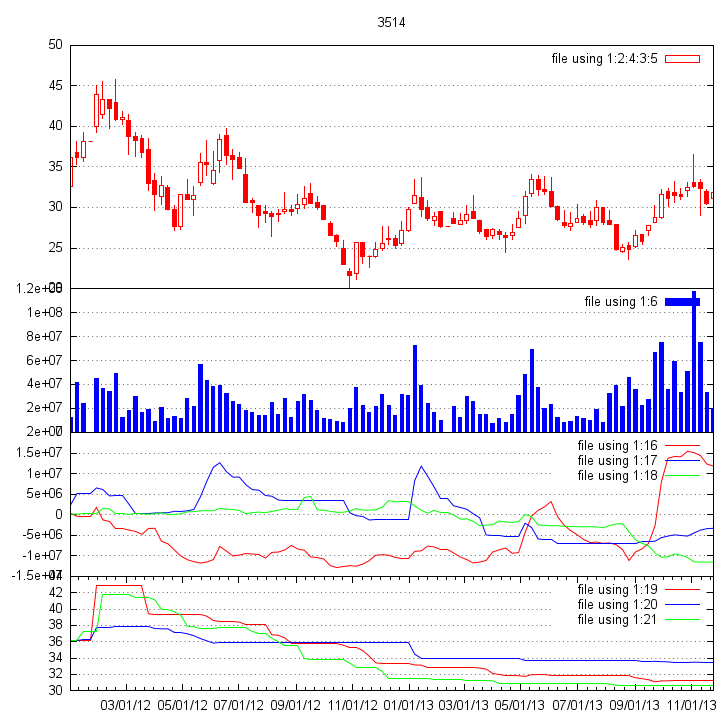 3514
50
file using 1:2:4:3:5
45
40
35
30
25
1.2e+08
file using 1:6
1e+08
8e+07
6e+07
4e+07
2e+07
file using 1:16
1.5e+07
file using 1:17
1e+07
file using 1:18
5e+06
0
-5e+06
-1e+07
-1.5e+07
42
file using 1:19
40
file using 1:20
38
file using 1:21
36
34
32
30
03/01/12 05/01/12 07/01/12 09/01/12 11/01/12 01/01/13 03/01/13 05/01/13 07/01/13 09/01/13 11/01/13